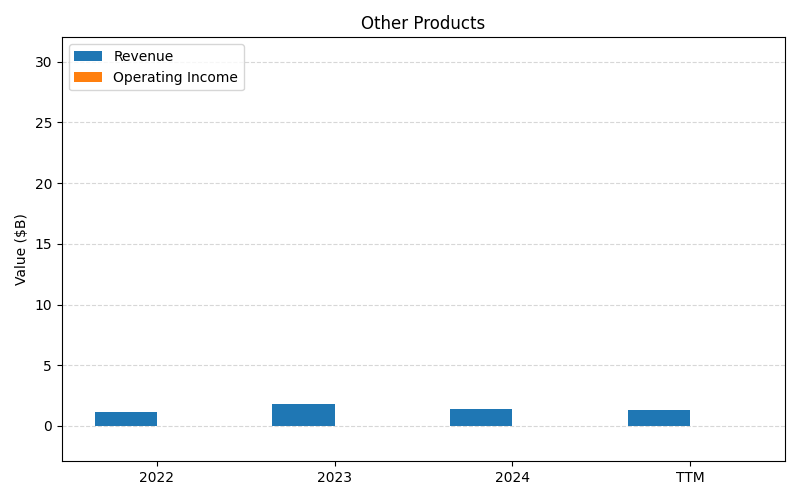 Other Products
Revenue
Operating Income
Value ($B)
30
25
20
15
10
5
0
2022 2023 2024 TTM